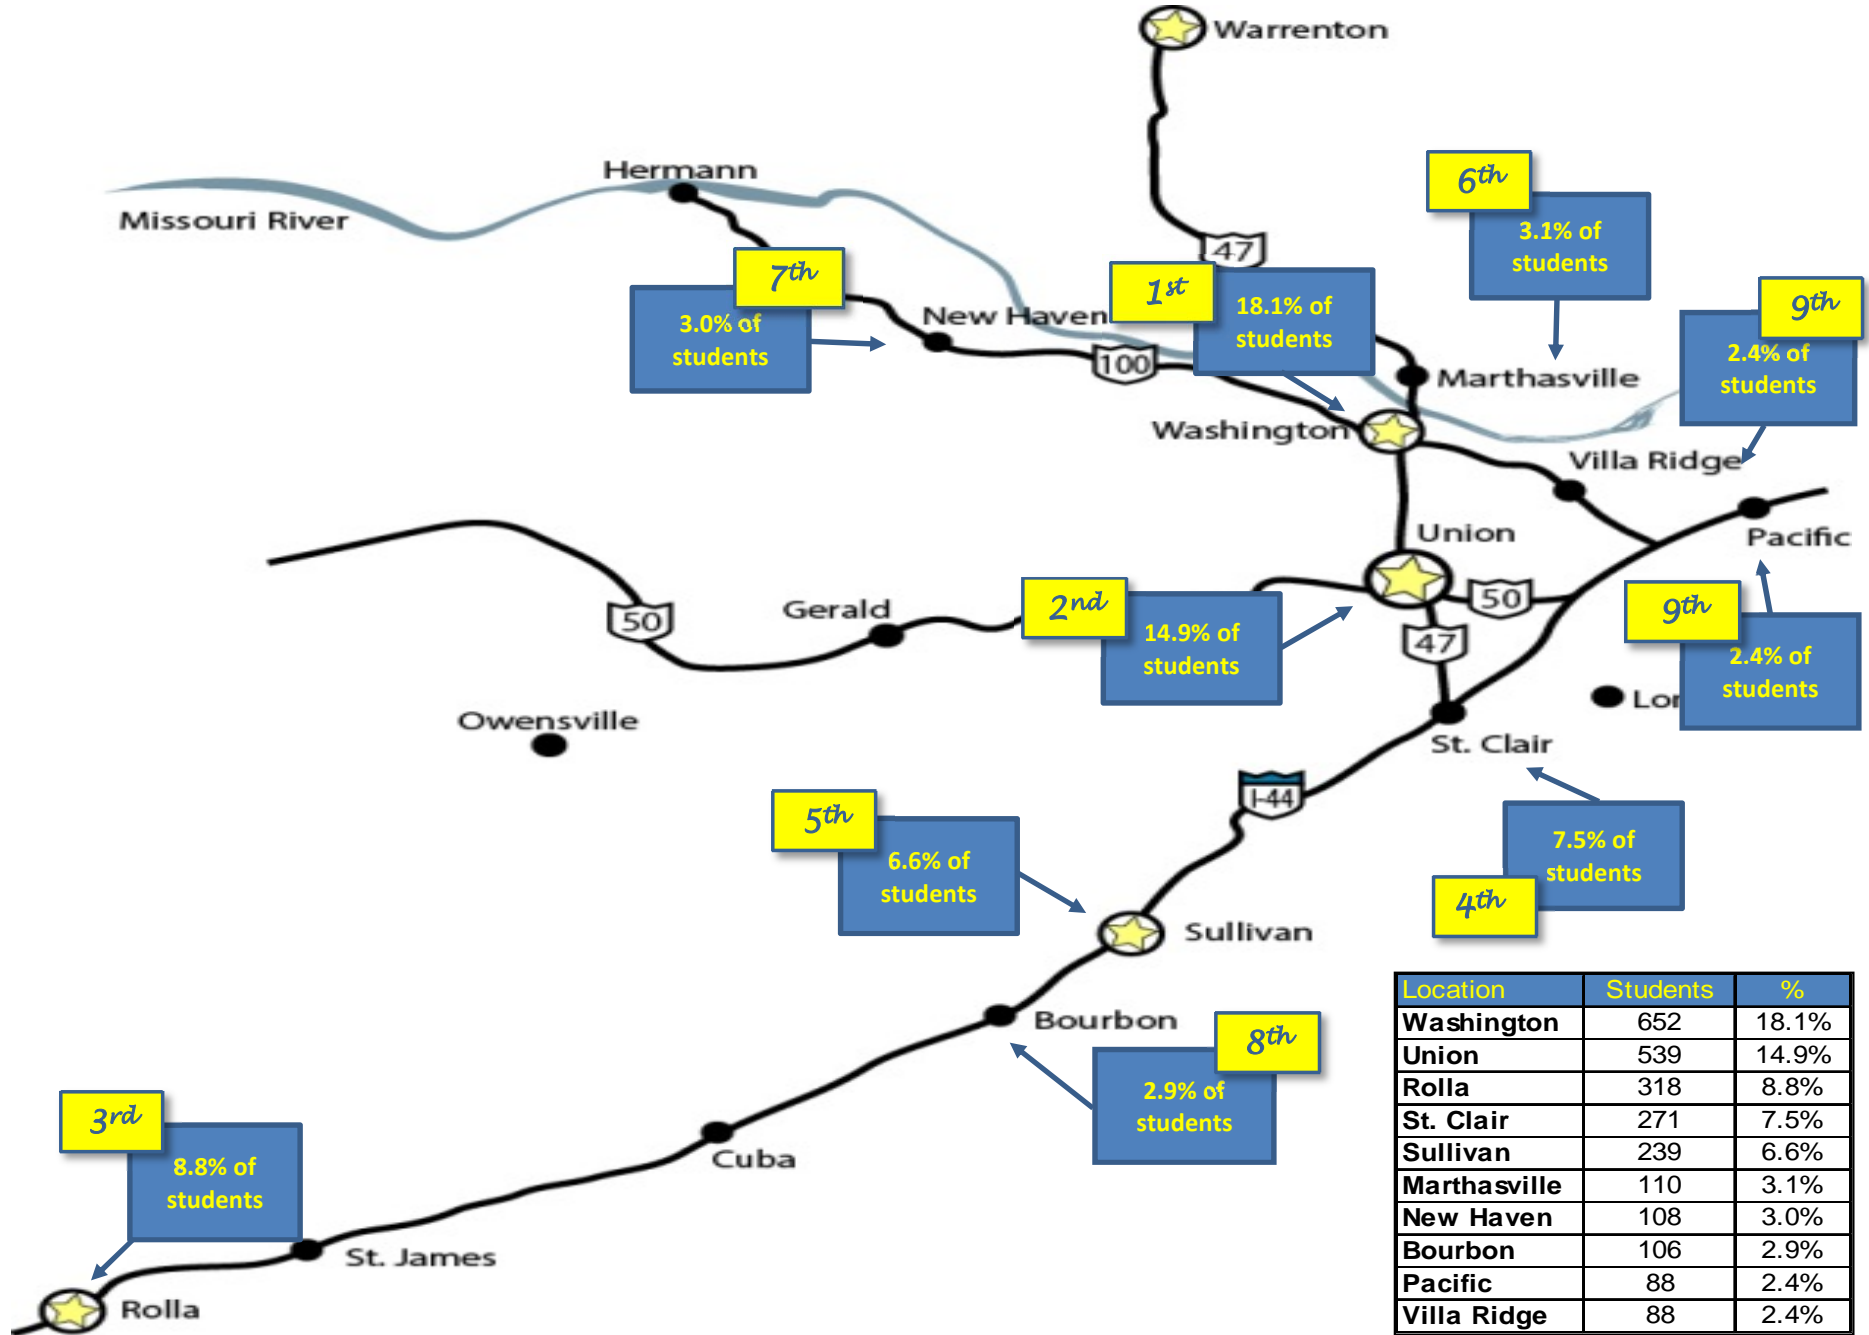 Warrenton
Hermann
Missouri River
47
6th
3.1% of
students
7th
3.0% of
students
1st
18.1% of
students
9th
2.4% of
students
New Haven
100
Marthasville
Washington
Villa Ridge
Union
Pacific
50
Gerald
2nd
14.9% of
students
50
47
9th
2.4% of
students
Owensville
St. Clair
I-44
5th
6.6% of
students
7.5% of
students
4th
Sullivan
Bourbon
8th
2.9% of
students
3rd
8.8% of
students
Cuba
St. James
Rolla
Location Students %
Washington 652 18.1%
Union 539 14.9%
Rolla 318 8.8%
St. Clair 271 7.5%
Sullivan 239 6.6%
Marthasville 110 3.1%
New Haven 108 3.0%
Bourbon 106 2.9%
Pacific 88 2.4%
Villa Ridge 88 2.4%